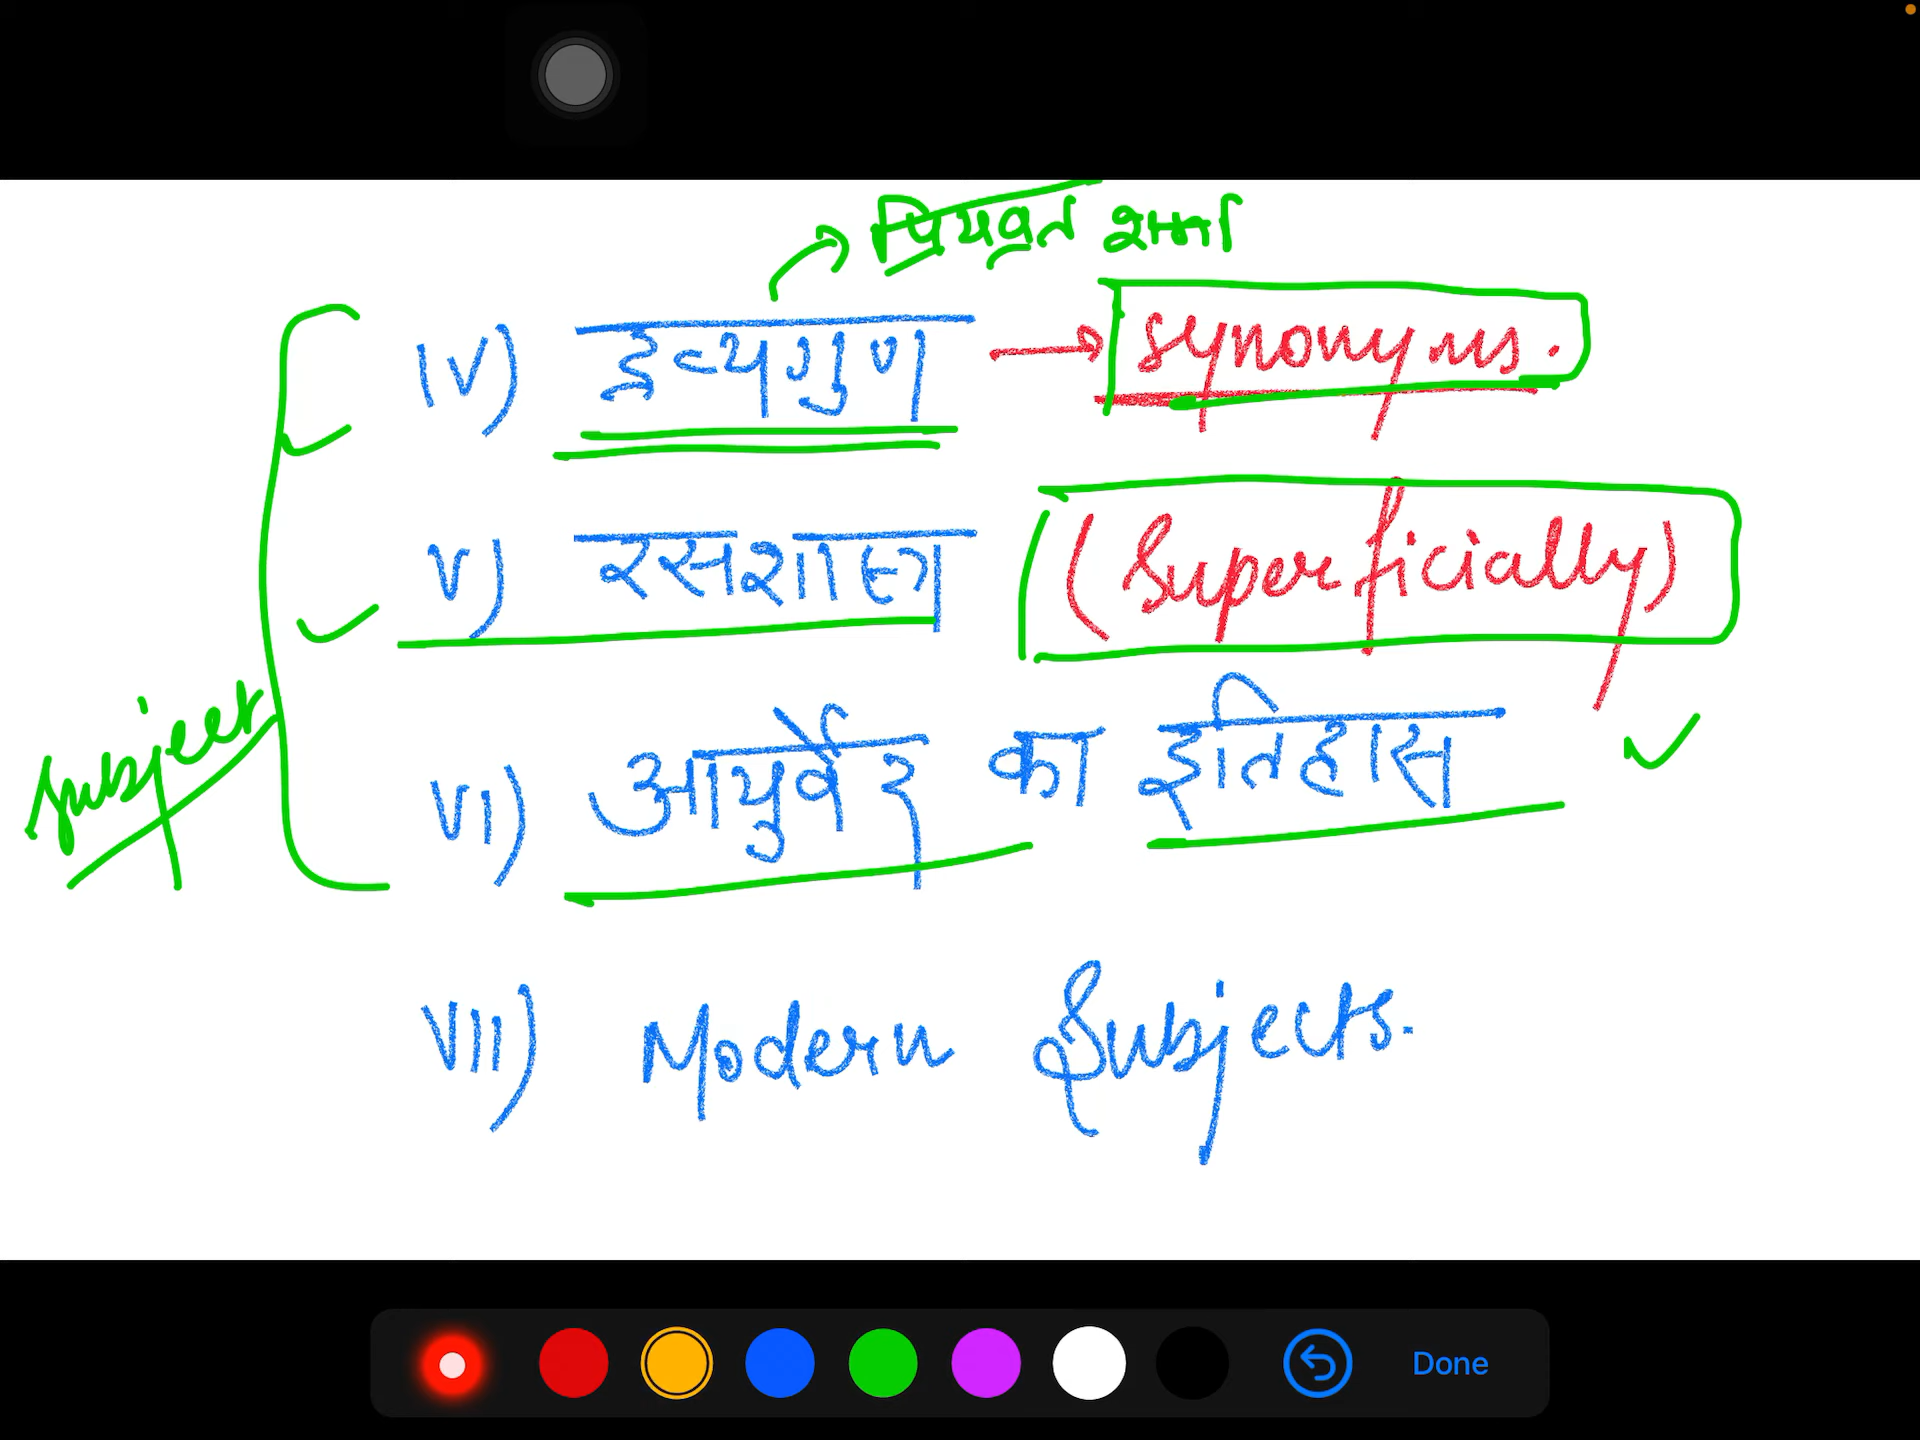 प्रियव्रत शर्मा
IV) द्रव्यगुण → synonyms.
V) रसशास्त्र (Superficially)
VI) आयुर्वेद का इतिहास
Subject
VII) Modern Subjects.
Done